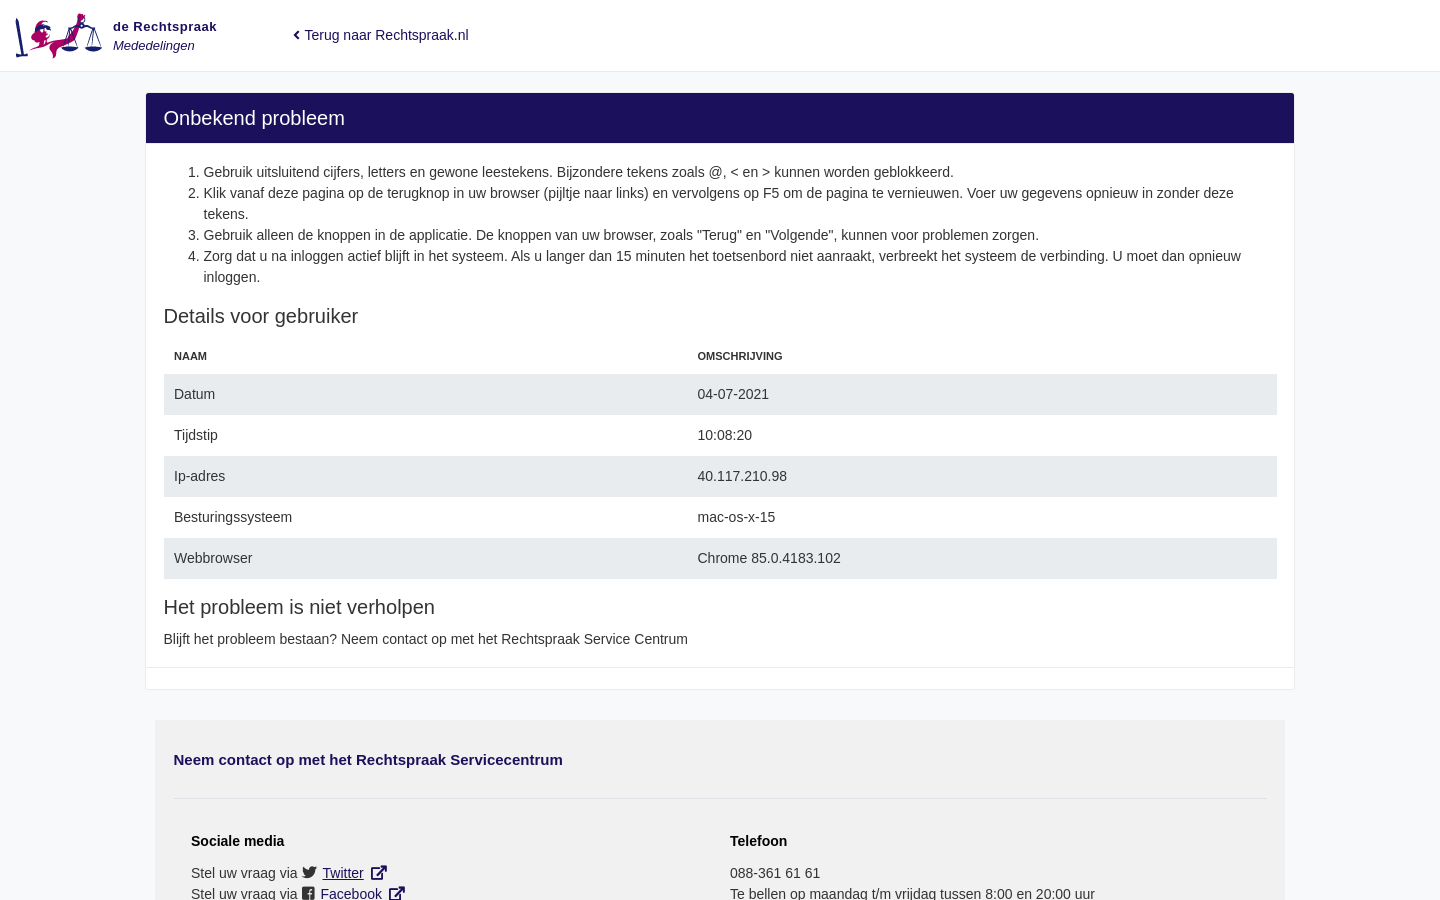 de Rechtspraak
Mededelingen
Terug naar Rechtspraak.nl
Onbekend probleem
1. Gebruik uitsluitend cijfers, letters en gewone leestekens. Bijzondere tekens zoals @, < en > kunnen worden geblokkeerd.
2. Klik vanaf deze pagina op de terugknop in uw browser (pijltje naar links) en vervolgens op F5 om de pagina te vernieuwen. Voer uw gegevens opnieuw in zonder deze
tekens.
3. Gebruik alleen de knoppen in de applicatie. De knoppen van uw browser, zoals "Terug" en "Volgende", kunnen voor problemen zorgen.
4. Zorg dat u na inloggen actief blijft in het systeem. Als u langer dan 15 minuten het toetsenbord niet aanraakt, verbreekt het systeem de verbinding. U moet dan opnieuw
inloggen.
Details voor gebruiker
NAAM OMSCHRIJVING
Datum 04-07-2021
Tijdstip 10:08:20
Ip-adres 40.117.210.98
Besturingssysteem mac-os-x-15
Webbrowser Chrome 85.0.4183.102
Het probleem is niet verholpen
Blijft het probleem bestaan? Neem contact op met het Rechtspraak Service Centrum
Neem contact op met het Rechtspraak Servicecentrum
Sociale media
Stel uw vraag via Twitter
Stel uw vraag via Facebook
Telefoon
088-361 61 61
Te bellen op maandag t/m vrijdag tussen 8:00 en 20:00 uur